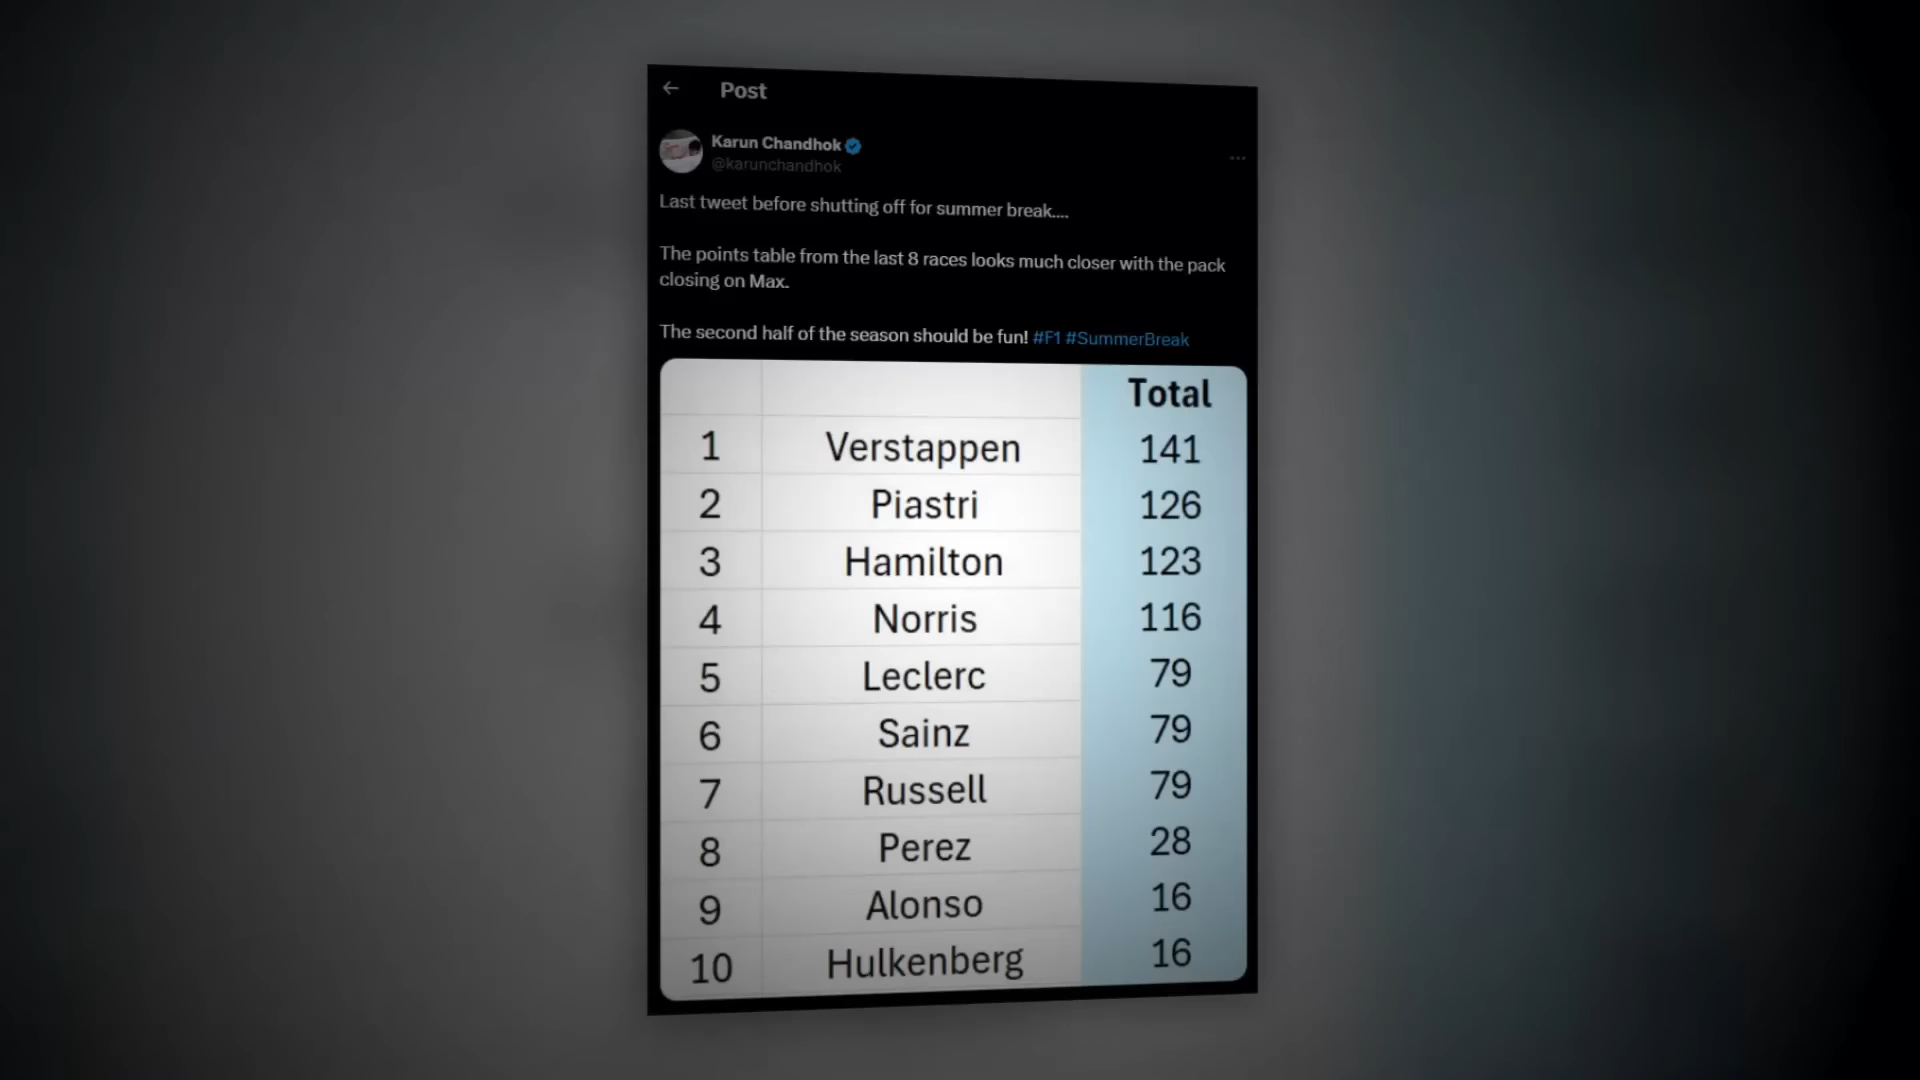 Post
Karun Chandhok
@karunchandhok
Last tweet before shutting off for summer break....
The points table from the last 8 races looks much closer with the pack
closing on Max.
The second half of the season should be fun! #F1 #SummerBreak
Total
1 Verstappen 141
2 Piastri 126
3 Hamilton 123
4 Norris 116
5 Leclerc 79
6 Sainz 79
7 Russell 79
8 Perez 28
9 Alonso 16
10 Hulkenberg 16